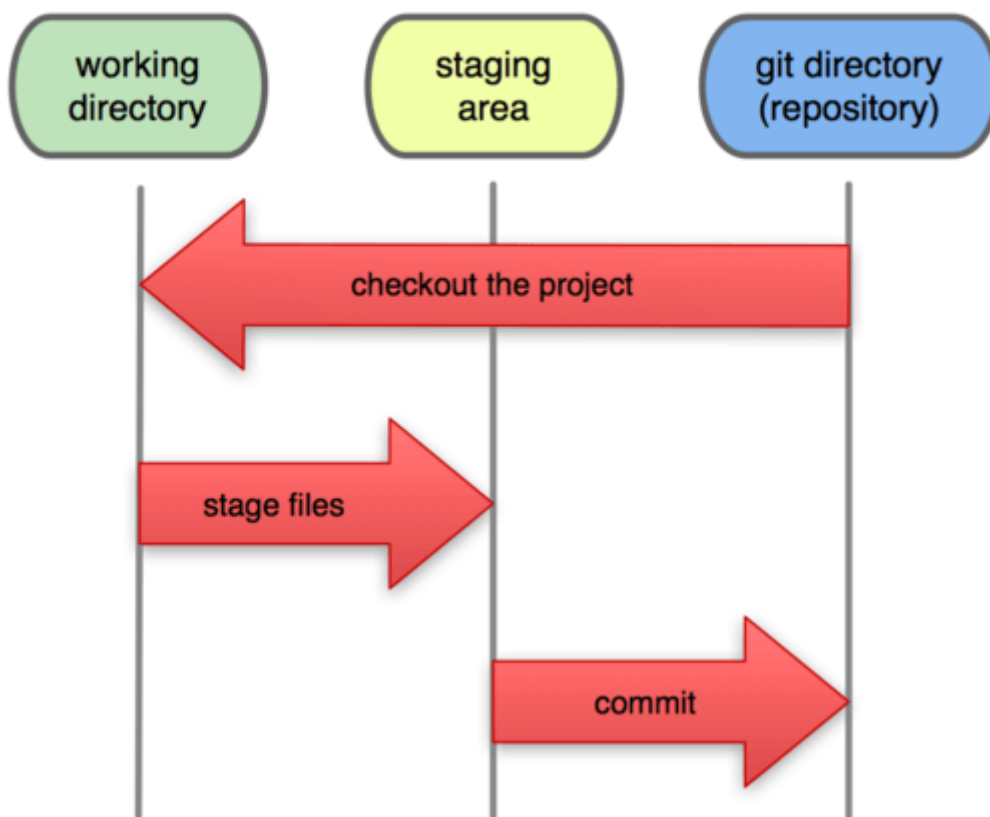 working
directory
staging
area
git directory
(repository)
checkout the project
stage files
commit